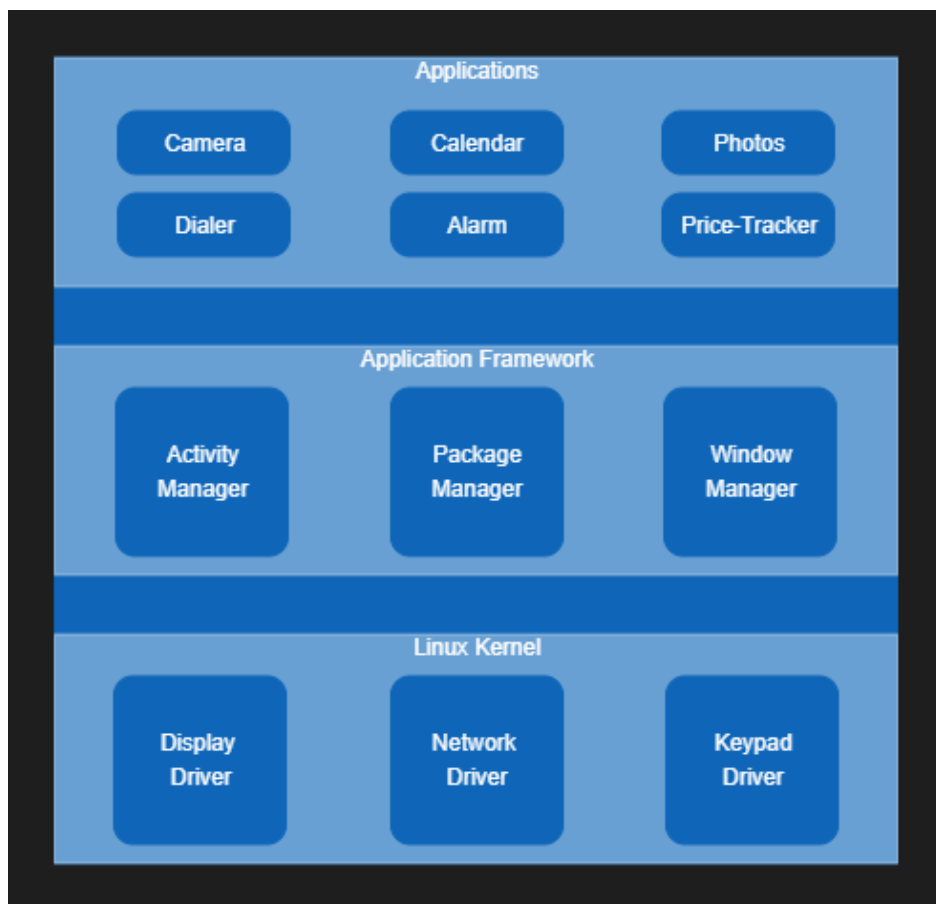 Applications
Camera
Calendar
Photos
Dialer
Alarm
Price-Tracker
Application Framework
Activity
Manager
Package
Manager
Window
Manager
Linux Kernel
Display
Driver
Network
Driver
Keypad
Driver